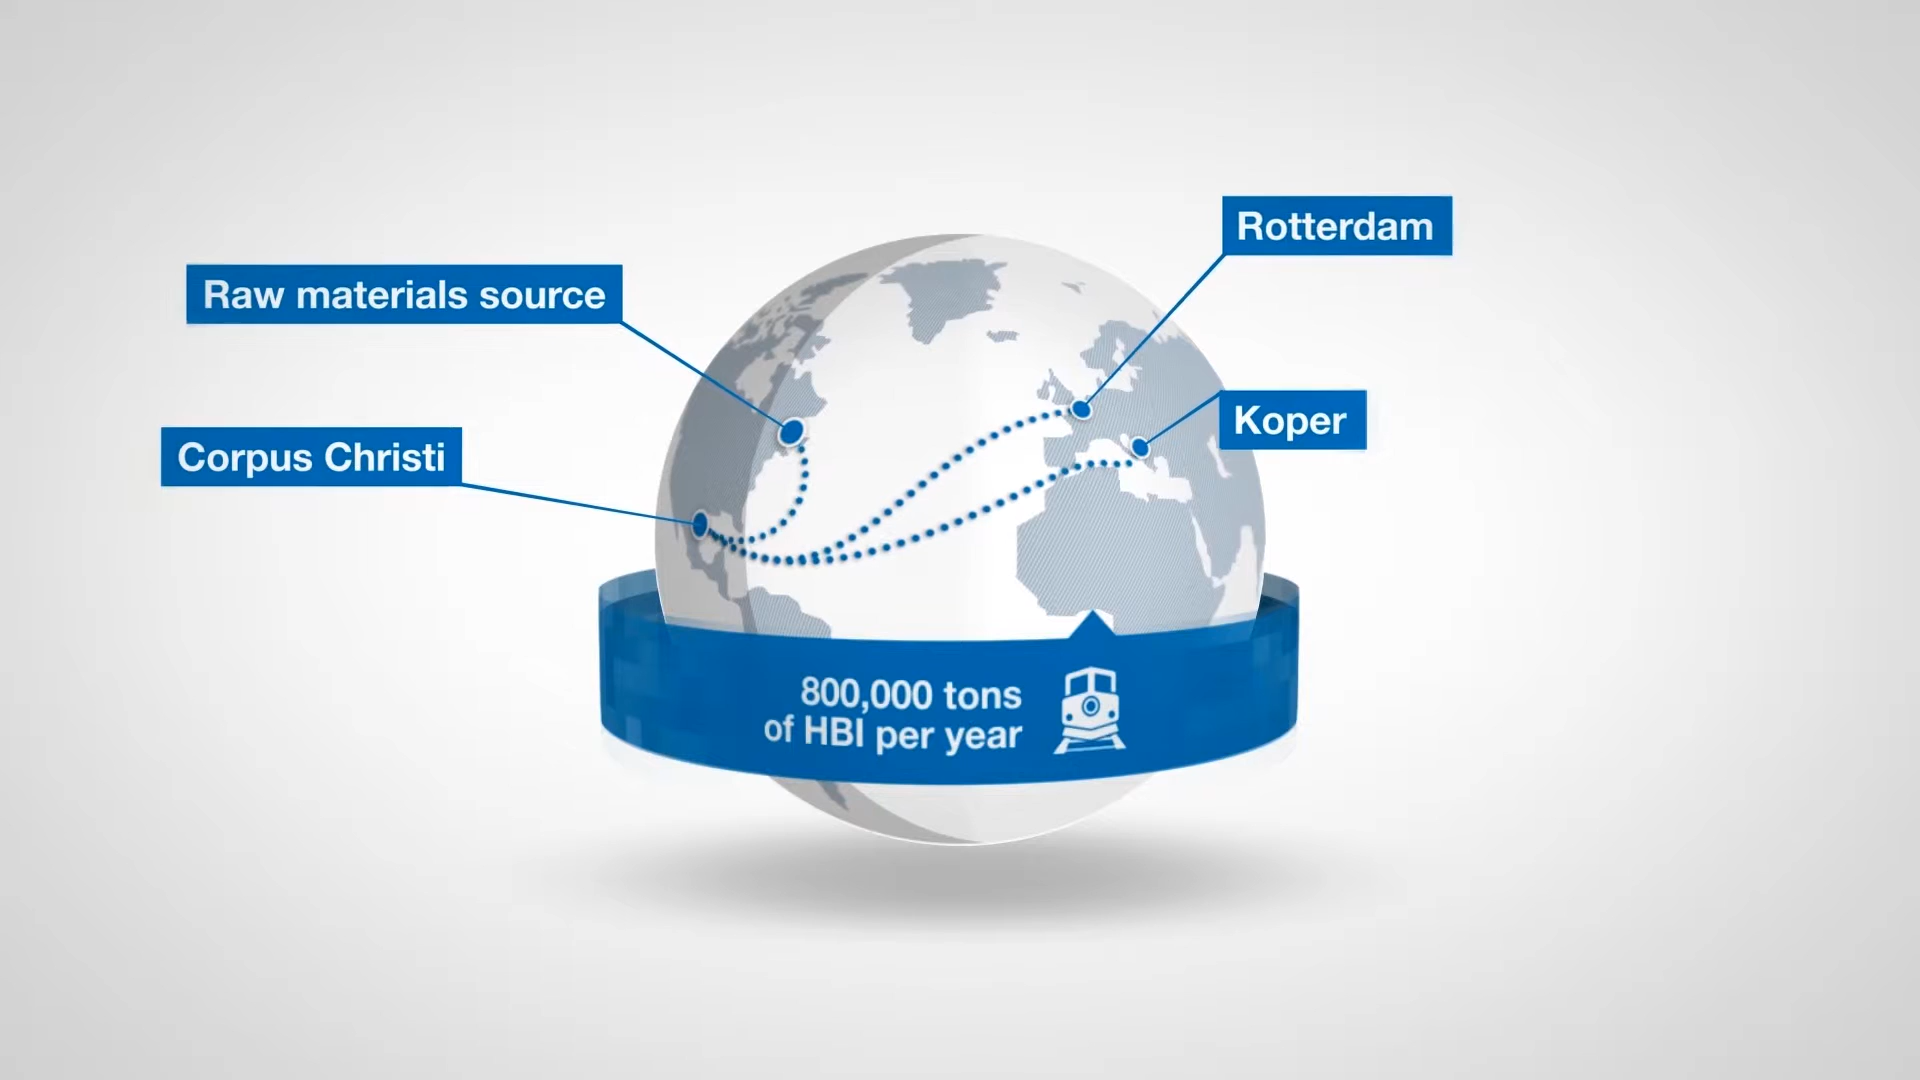 Rotterdam
Raw materials source
Koper
Corpus Christi
800,000 tons
of HBI per year